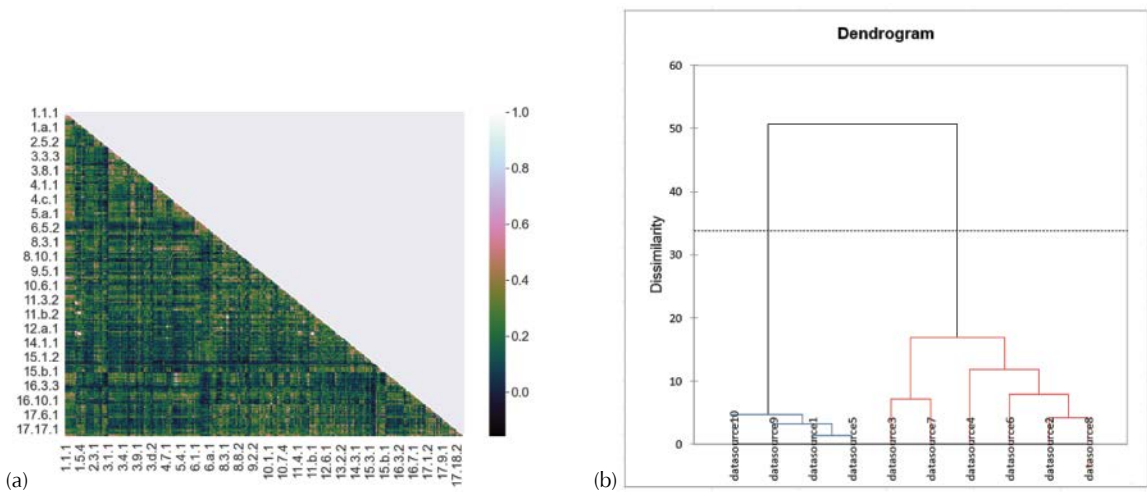 1.1.1
1.a.1
2.5.2
3.3.3
3.8.1
4.1.1
4.c.1
5.a.1
6.5.2
8.3.1
8.10.1
9.5.1
10.6.1
11.3.2
11.b.2
12.a.1
14.1.1
15.1.2
15.b.1
16.3.3
16.10.1
17.6.1
17.17.1
1.1.1
1.5.4
2.3.1
3.1.1
3.4.1
3.9.1
3.d.2
4.7.1
5.4.1
6.1.1
6.a.1
8.3.1
8.8.2
9.2.2
10.1.1
10.7.4
11.4.1
11.b.1
12.6.1
13.2.2
14.3.1
15.3.1
15.b.1
16.3.2
16.7.1
17.1.2
17.9.1
17.18.2
1.0
0.8
0.6
0.4
0.2
0.0
(a)
Dendrogram
60
50
40
30
20
10
0
Dissimilarity
datasource10
datasource9
datasource1
datasource5
datasource3
datasource7
datasource4
datasource6
datasource2
datasource8
(b)